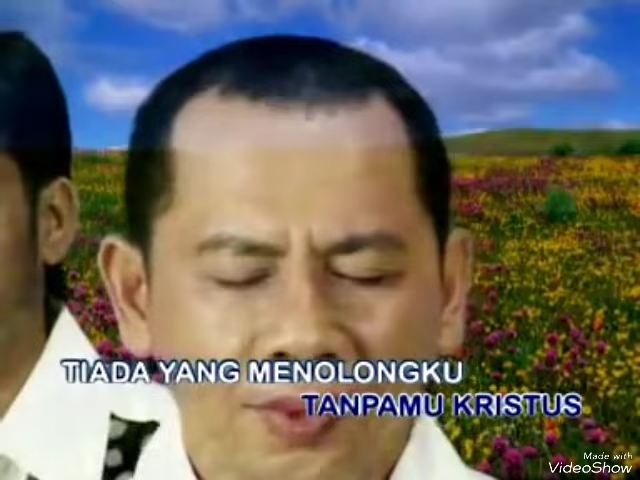 TIADA YANG MENOLONGKU
TANPAMU KRISTUS
Made with
VideoShow